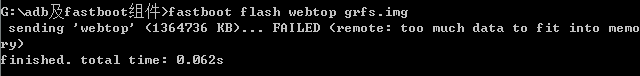 G:\adb及fastboot组件>fastboot flash webtop grfs.img
sending 'webtop' (1364736 KB)... FAILED (remote: too much data to fit into memo
ry)
finished. total time: 0.062s